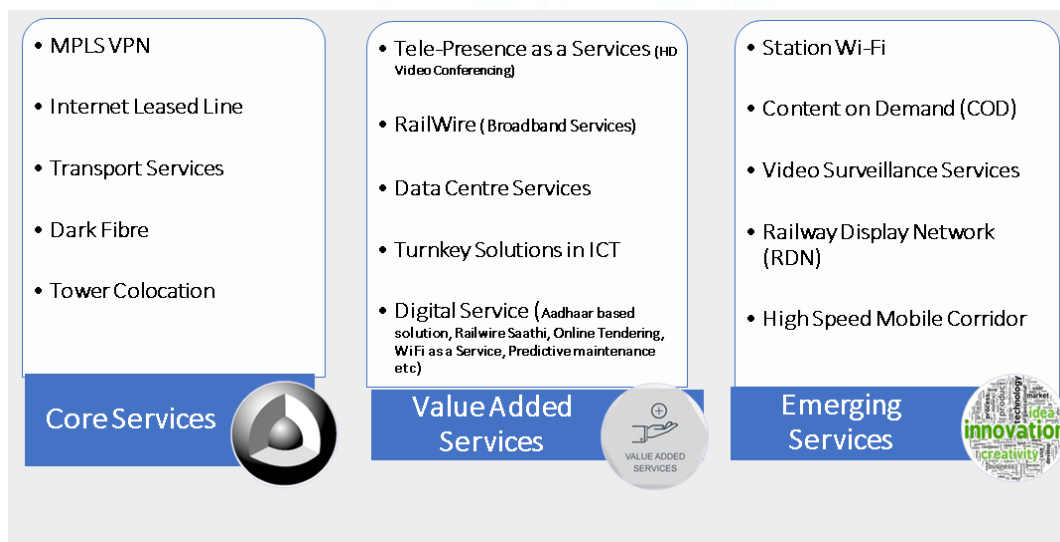 • MPLS VPN
• Internet Leased Line
• Transport Services
• Dark Fibre
• Tower Colocation
Core Services
• Tele-Presence as a Services (HD
Video Conferencing)
• RailWire (Broadband Services)
• Data Centre Services
• Turnkey Solutions in ICT
• Digital Service (Aadhaar based
solution, Railwire Saathi, Online Tendering,
WiFi as a Service, Predictive maintenance
etc)
Value Added
Services
VALUE ADDED
SERVICES
• Station Wi-Fi
• Content on Demand (COD)
• Video Surveillance Services
• Railway Display Network
(RDN)
• High Speed Mobile Corridor
Emerging
Services
market
product
technology
idea
innovation
creativity
business